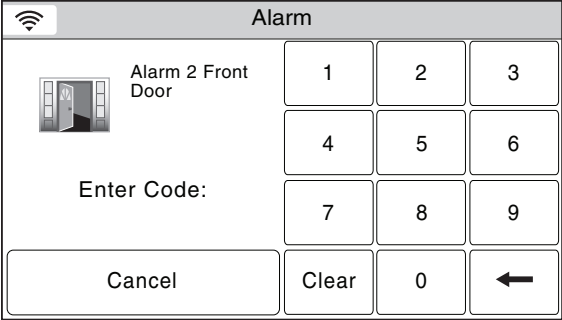 Alarm
Alarm 2 Front
Door
Enter Code:
1 2 3
4 5 6
7 8 9
Cancel Clear 0